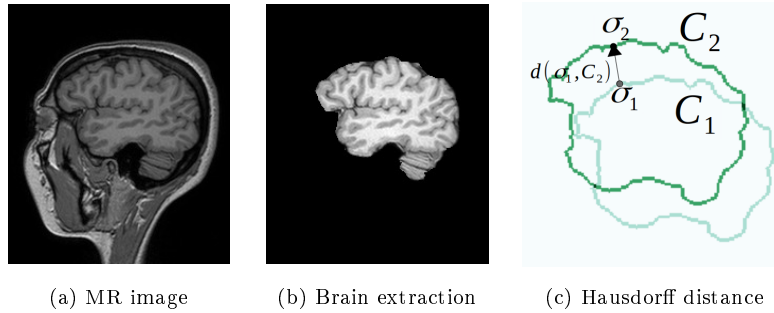 σ₂ C₂
d(σ₁,C₂)
σ₁ C₁
(a) MR image (b) Brain extraction (c) Hausdorff distance